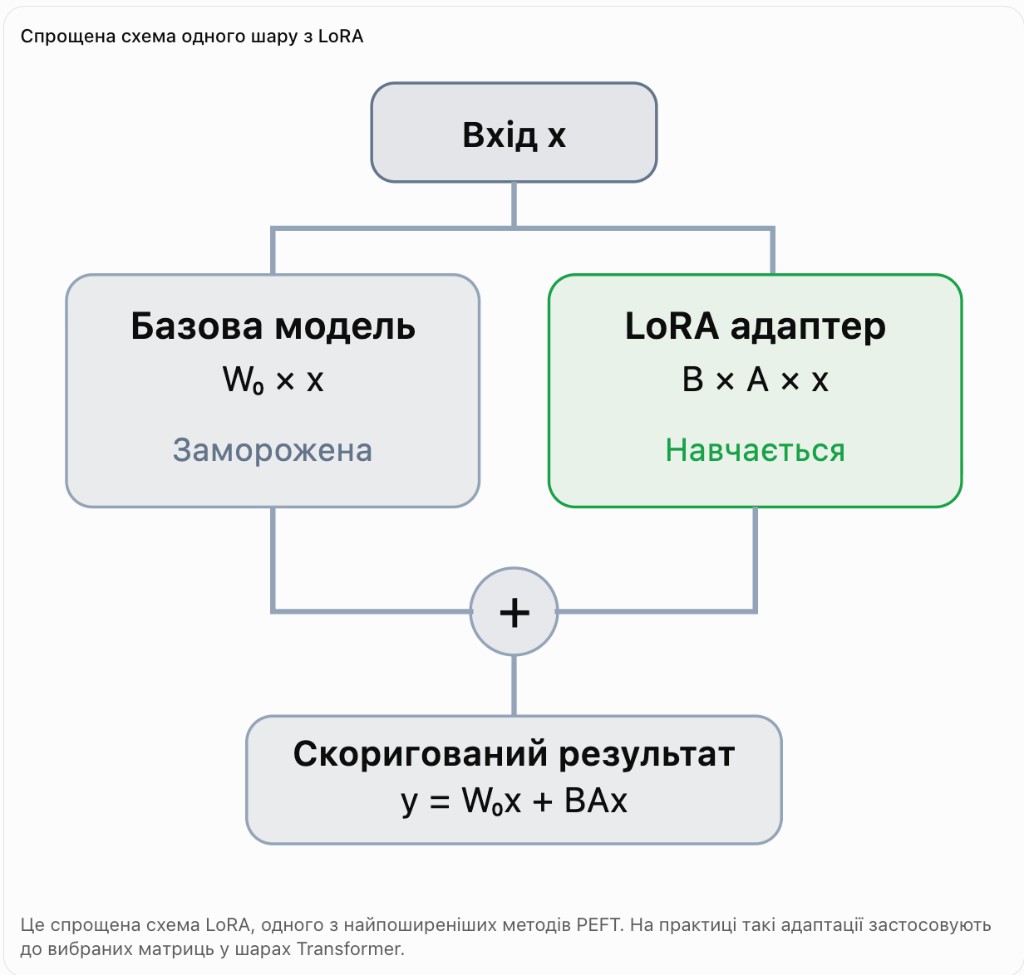 Спрощена схема одного шару з LoRA
Вхід x
Базова модель
W₀ × x
Заморожена
LoRA адаптер
B × A × x
Навчається
+
Скоригований результат
y = W₀x + BAx
Це спрощена схема LoRA, одного з найпоширеніших методів PEFT. На практиці такі адаптації застосовують
до вибраних матриць у шарах Transformer.